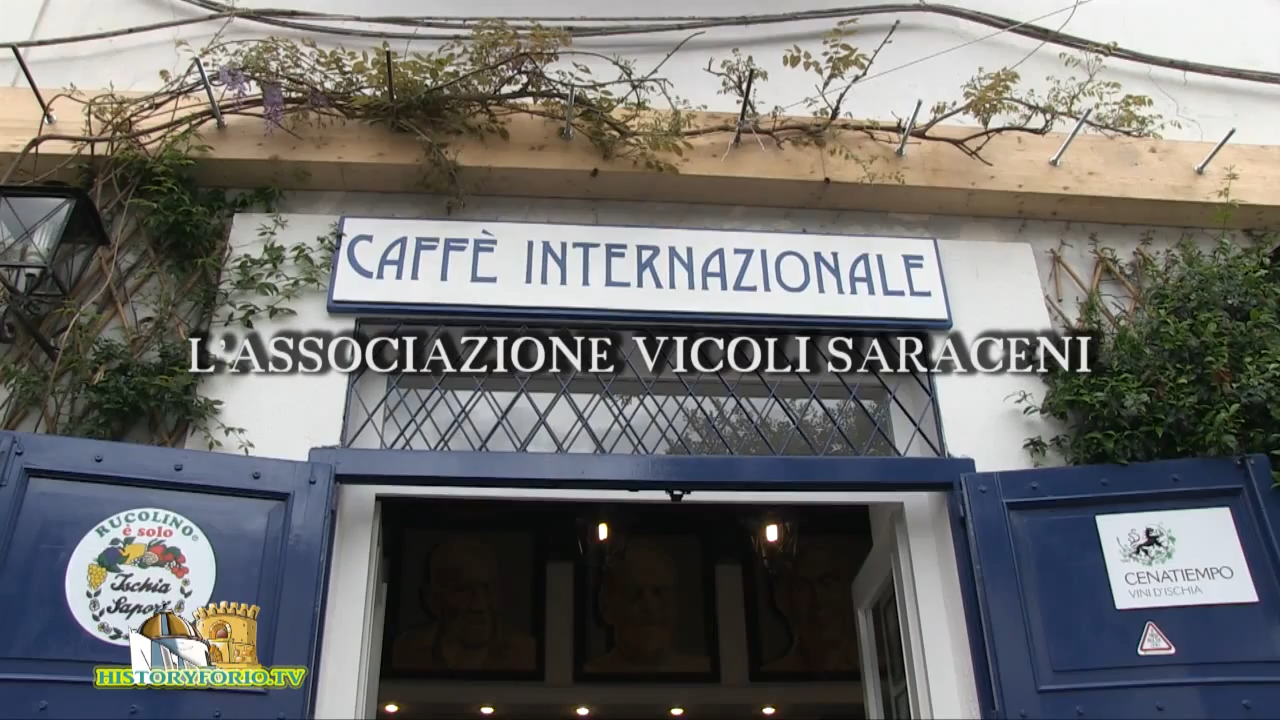 CAFFÈ INTERNAZIONALE
L'ASSOCIAZIONE VICOLI SARACENI
RUCOLINO®
è solo
Ischia
Sapori
CENATIEMPO
VINI D'ISCHIA
HISTORYFORIO.TV